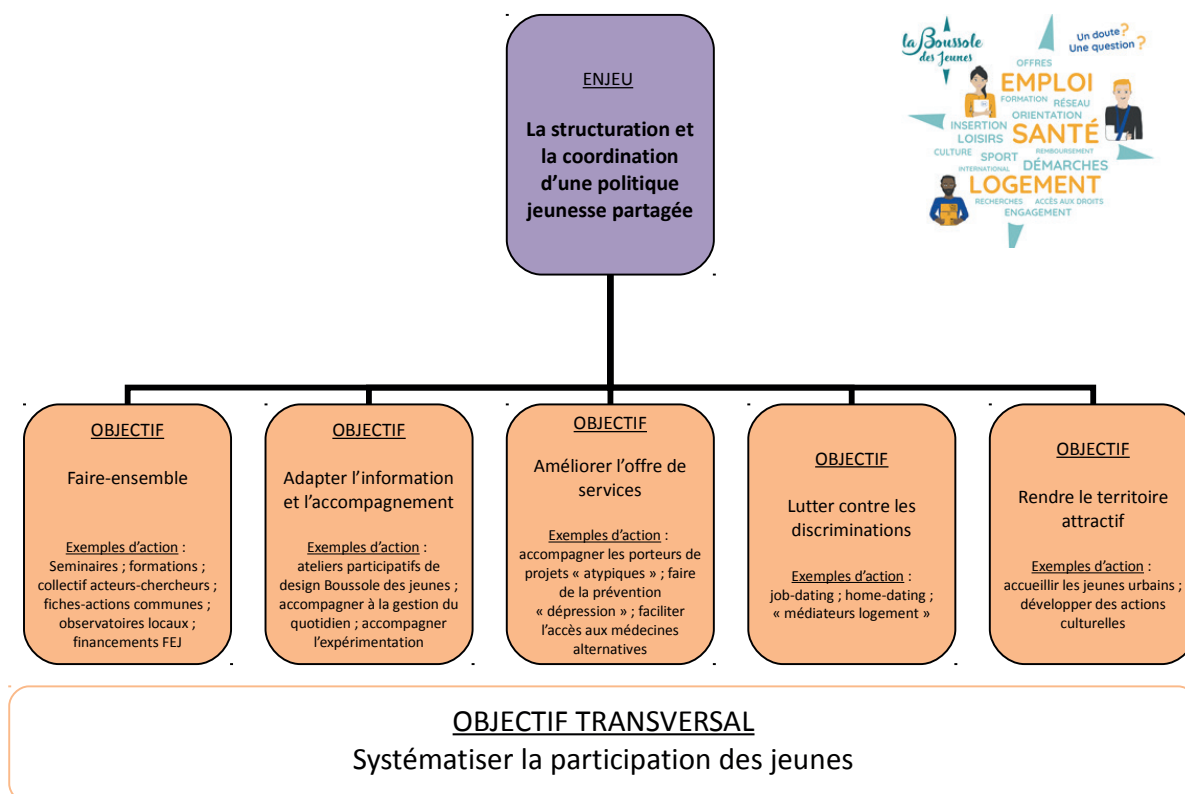 ENJEU
La structuration et
la coordination
d’une politique
jeunesse partagée
la Boussole
des Jeunes
Un doute ?
Une question ?
OFFRES
EMPLOI
FORMATION RÉSEAU
ORIENTATION
INSERTION
LOISIRS
SANTÉ
CULTURE SPORT REMBOURSEMENT
INTERNATIONAL DÉMARCHES
LOGEMENT
RECHERCHES ACCÈS AUX DROITS
ENGAGEMENT
OBJECTIF
Faire-ensemble
Exemples d’action :
Seminaires ; formations ;
collectif acteurs-chercheurs ;
fiches-actions communes ;
observatoires locaux ;
financements FEJ
OBJECTIF
Adapter l’information
et l’accompagnement
Exemples d’action :
ateliers participatifs de
design Boussole des jeunes ;
accompagner à la gestion du
quotidien ; accompagner
l’expérimentation
OBJECTIF
Améliorer l’offre de
services
Exemples d’action :
accompagner les porteurs de
projets « atypiques » ; faire
de la prévention
« dépression » ; faciliter
l’accès aux médecines
alternatives
OBJECTIF
Lutter contre les
discriminations
Exemples d’action :
job-dating ; home-dating ;
« médiateurs logement »
OBJECTIF
Rendre le territoire
attractif
Exemples d’action :
accueillir les jeunes urbains ;
développer des actions
culturelles
OBJECTIF TRANSVERSAL
Systématiser la participation des jeunes